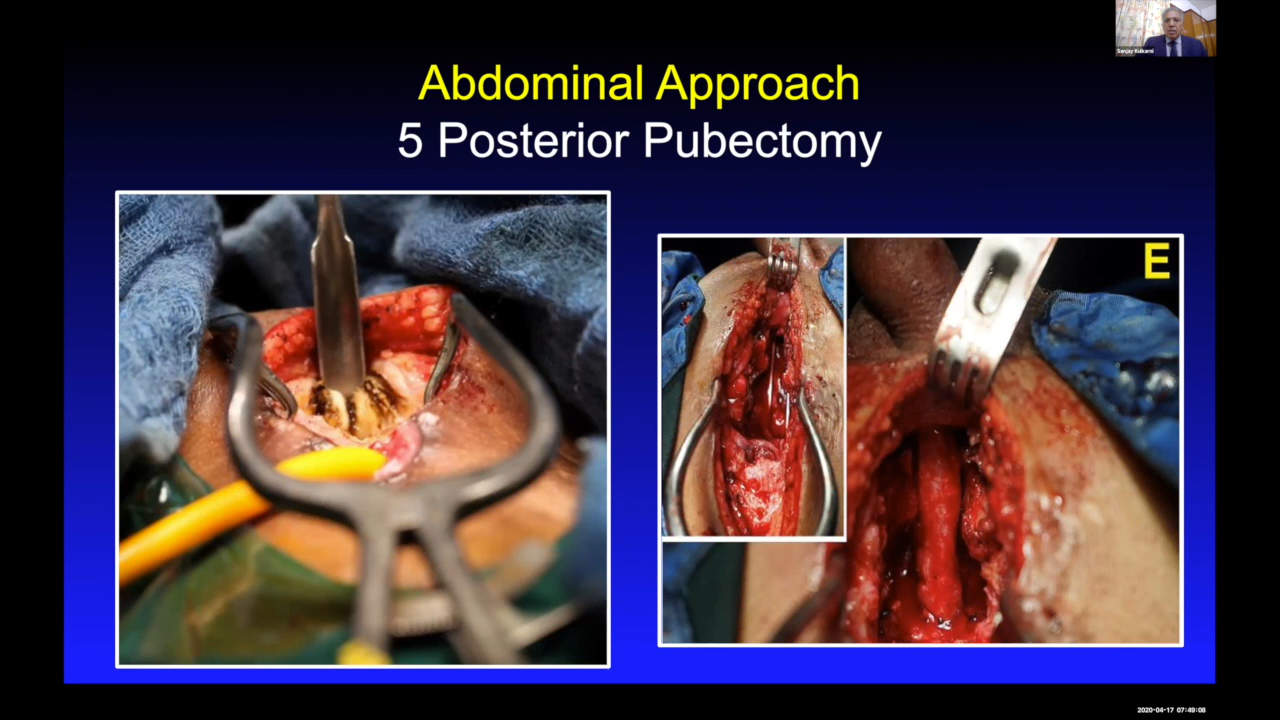 Sanjay Kulkarni
Abdominal Approach
5 Posterior Pubectomy
E
2020-04-17 07:49:08